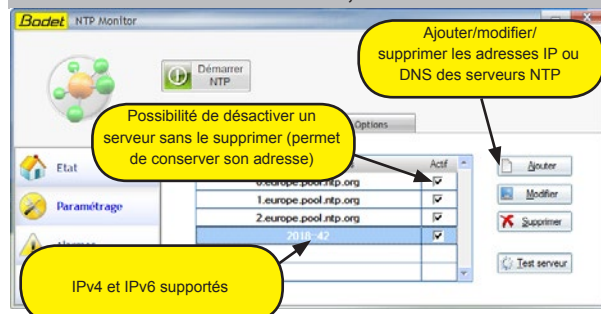 Bodet NTP Monitor
Ajouter/modifier/
supprimer les adresses IP ou
DNS des serveurs NTP
Démarrer
NTP
Possibilité de désactiver un
serveur sans le supprimer (permet
de conserver son adresse)
Options
Etat
Actif
Ajouter
0.europe.pool.ntp.org
Modifier
Paramétrage
1.europe.pool.ntp.org
2.europe.pool.ntp.org
Supprimer
2018::42
Test serveur
IPv4 et IPv6 supportés